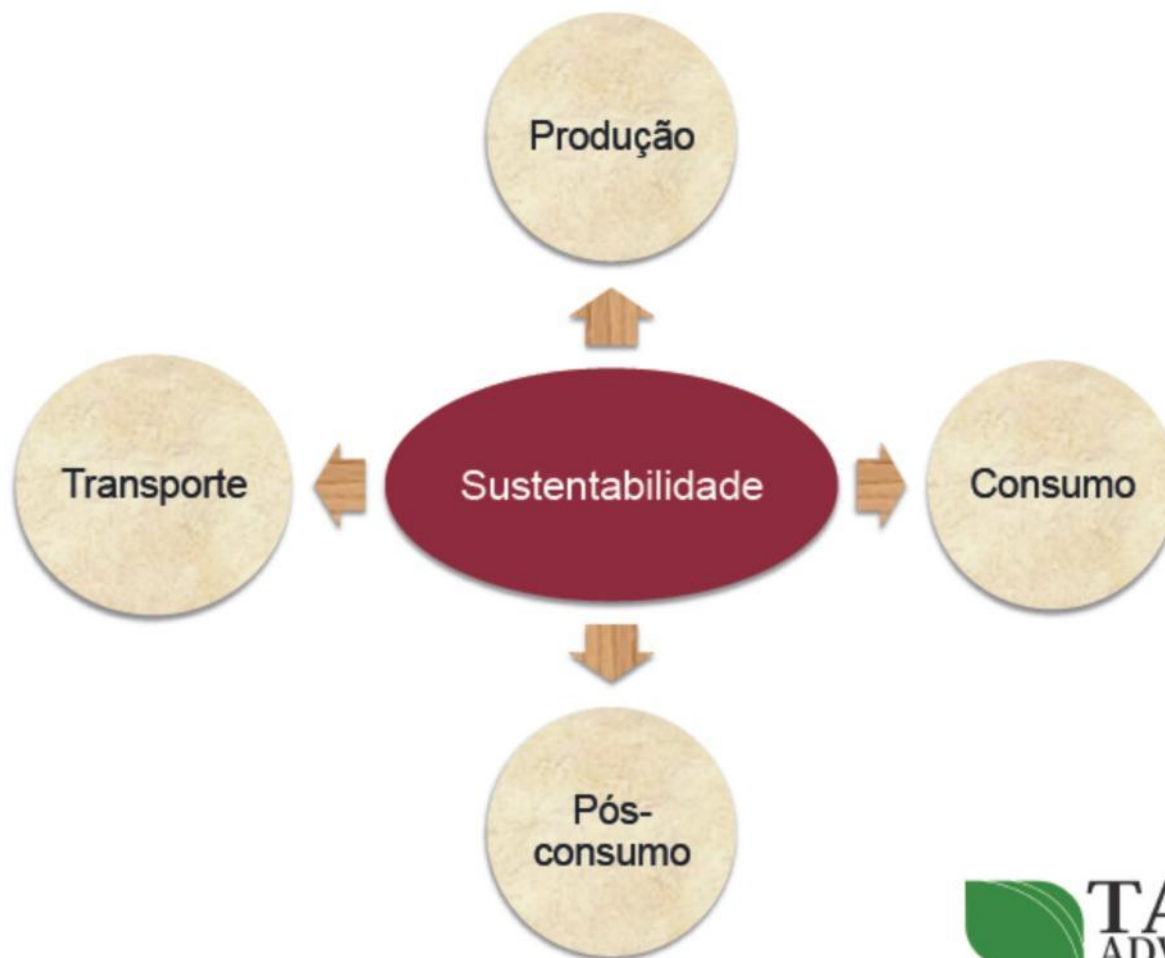 Produção
Transporte
Sustentabilidade
Consumo
Pós-
consumo